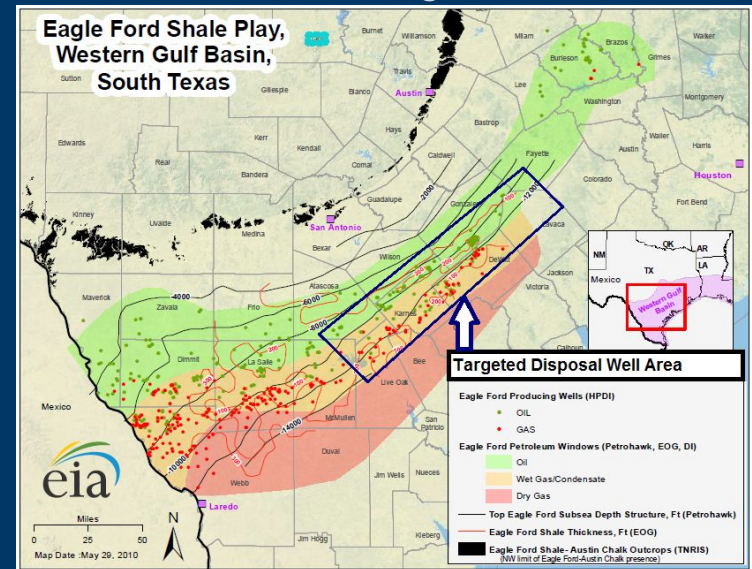 Eagle Ford Shale Play,
Western Gulf Basin,
South Texas
Burnet
Williamson
Milam
Brazos
Walker
Burleson
Grimes
Sutton
Gillespie
Blanco
Travis
Austin
Lee
Washington
Montgomery
Edwards
Kerr
Kendall
Hays
Bastrop
Austin
Waller
Harris
Real
Bandera
Comal
Caldwell
Fayette
Houston
Colorado
Guadalupe
-2000
Gonzales
100
-12000
Fort Bend
Kinney
Uvalde
Medina
San Antonio
Bexar
Wilson
Lavaca
DeWitt
Jackson
Victoria
Calhoun
Maverick
Zavala
Frio
Atascosa
Karnes
-4000
-6000
-8000
200
Bee
Dimmit
La Salle
Live Oak
Mexico
McMullen
San
Patricio
-10000
-14000
Webb
Duval
Jim Wells
Nueces
Laredo
Jim Hogg
Kleberg
NM
OK
AR
TX
LA
Mexico
Western Gulf
Basin
Targeted Disposal Well Area
Eagle Ford Producing Wells (HPDI)
OIL
GAS
Eagle Ford Petroleum Windows (Petrohawk, EOG, DI)
Oil
Wet Gas/Condensate
Dry Gas
Top Eagle Ford Subsea Depth Structure, Ft (Petrohawk)
Eagle Ford Shale Thickness, Ft (EOG)
Eagle Ford Shale- Austin Chalk Outcrops (TNRIS)
(NW limit of Eagle Ford-Austin Chalk presence)
eia
Miles
0 25 50
N
Map Date :May 29, 2010